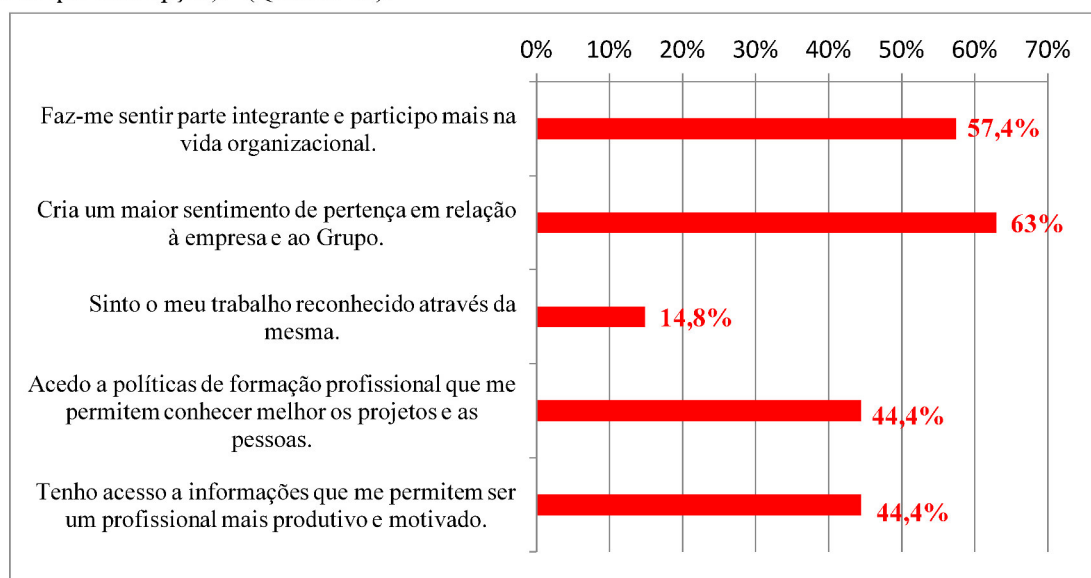 0% 10% 20% 30% 40% 50% 60% 70%
Faz-me sentir parte integrante e participo mais na
vida organizacional.
57,4%
Cria um maior sentimento de pertença em relação
à empresa e ao Grupo.
63%
Sinto o meu trabalho reconhecido através da
mesma.
14,8%
Acedo a políticas de formação profissional que me
permitem conhecer melhor os projetos e as
pessoas.
44,4%
Tenho acesso a informações que me permitem ser
um profissional mais produtivo e motivado.
44,4%